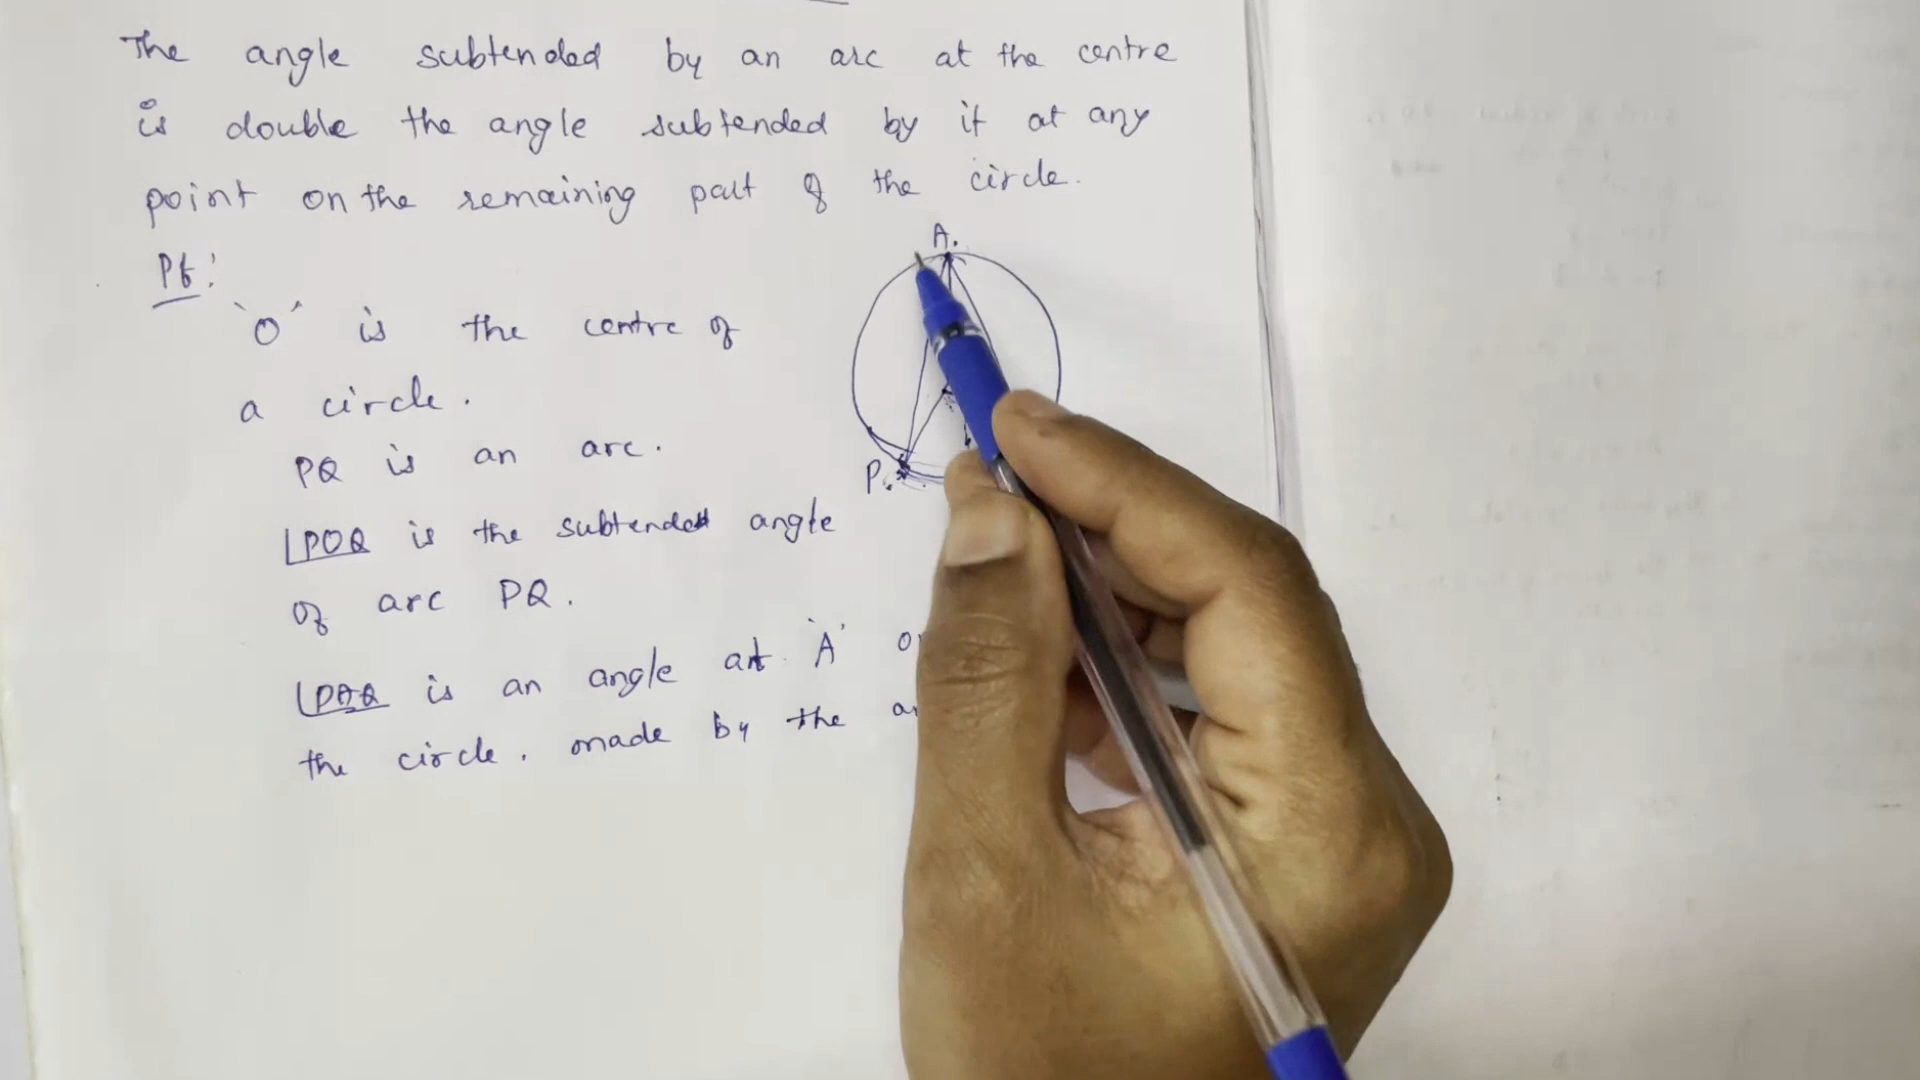 The angle subtended by an arc at the centre
is double the angle subtended by it at any
point on the remaining part of the circle.
Pf:
A.
'O' is the centre of
a circle.
PQ is an arc.
P.
∠POQ is the subtended angle
of arc PQ.
∠PAQ is an angle at 'A'
the circle. made by the